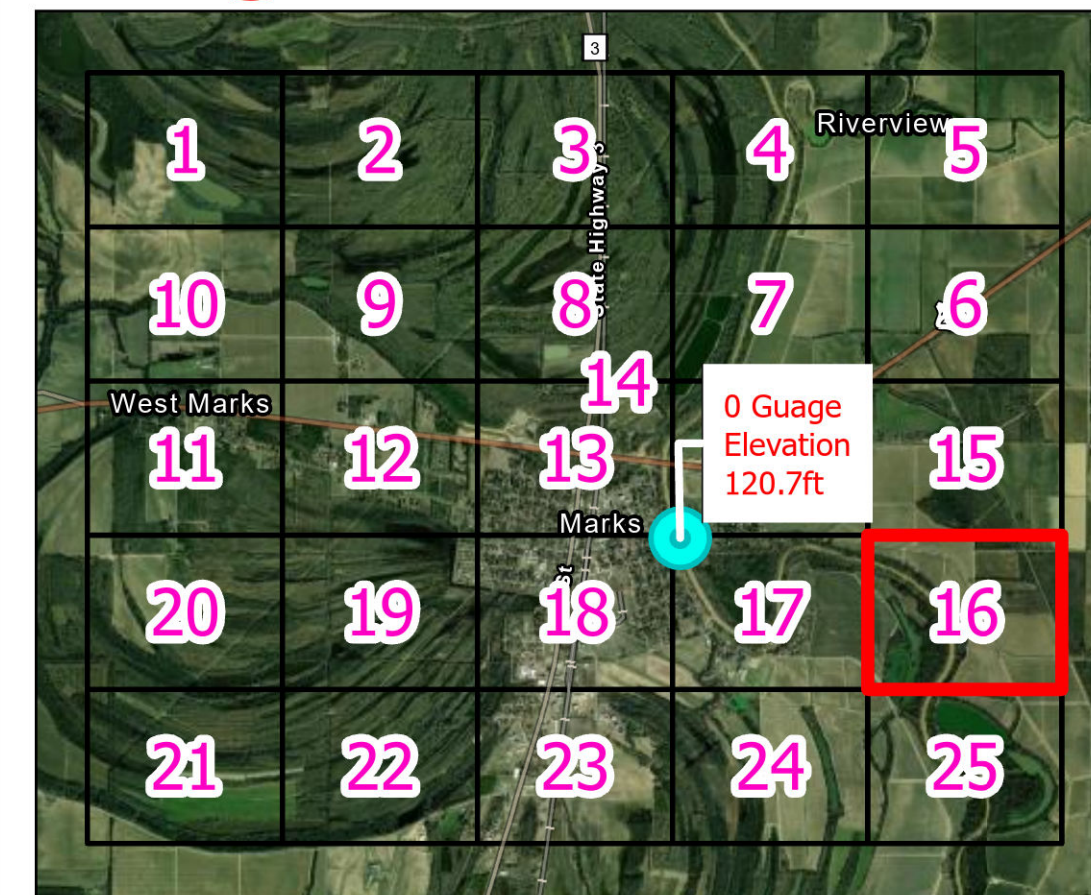 3
Riverview
1 2 3 4 5
State Highway 3
10 9 8 7 6
14
West Marks
0 Guage
Elevation
120.7ft
11 12 13 15
Marks
St
20 19 18 17 16
21 22 23 24 25